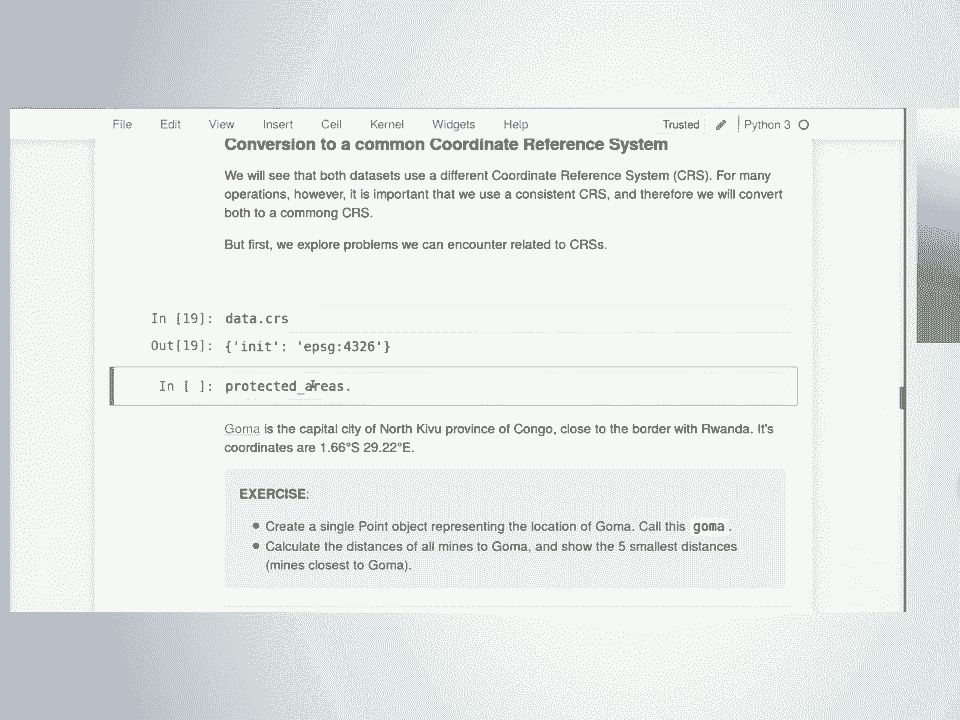 File Edit View Insert Cell Kernel Widgets Help Trusted Python 3
Conversion to a common Coordinate Reference System
We will see that both datasets use a different Coordinate Reference System (CRS). For many
operations, however, it is important that we use a consistent CRS, and therefore we will convert
both to a commong CRS.
But first, we explore problems we can encounter related to CRSs.
In [19]: data.crs
Out[19]: {'init': 'epsg:4326'}
In [ ]: protected_areas.
Goma is the capital city of North Kivu province of Congo, close to the border with Rwanda. It's
coordinates are 1.66°S 29.22°E.
EXERCISE:
● Create a single Point object representing the location of Goma. Call this goma .
● Calculate the distances of all mines to Goma, and show the 5 smallest distances
(mines closest to Goma).